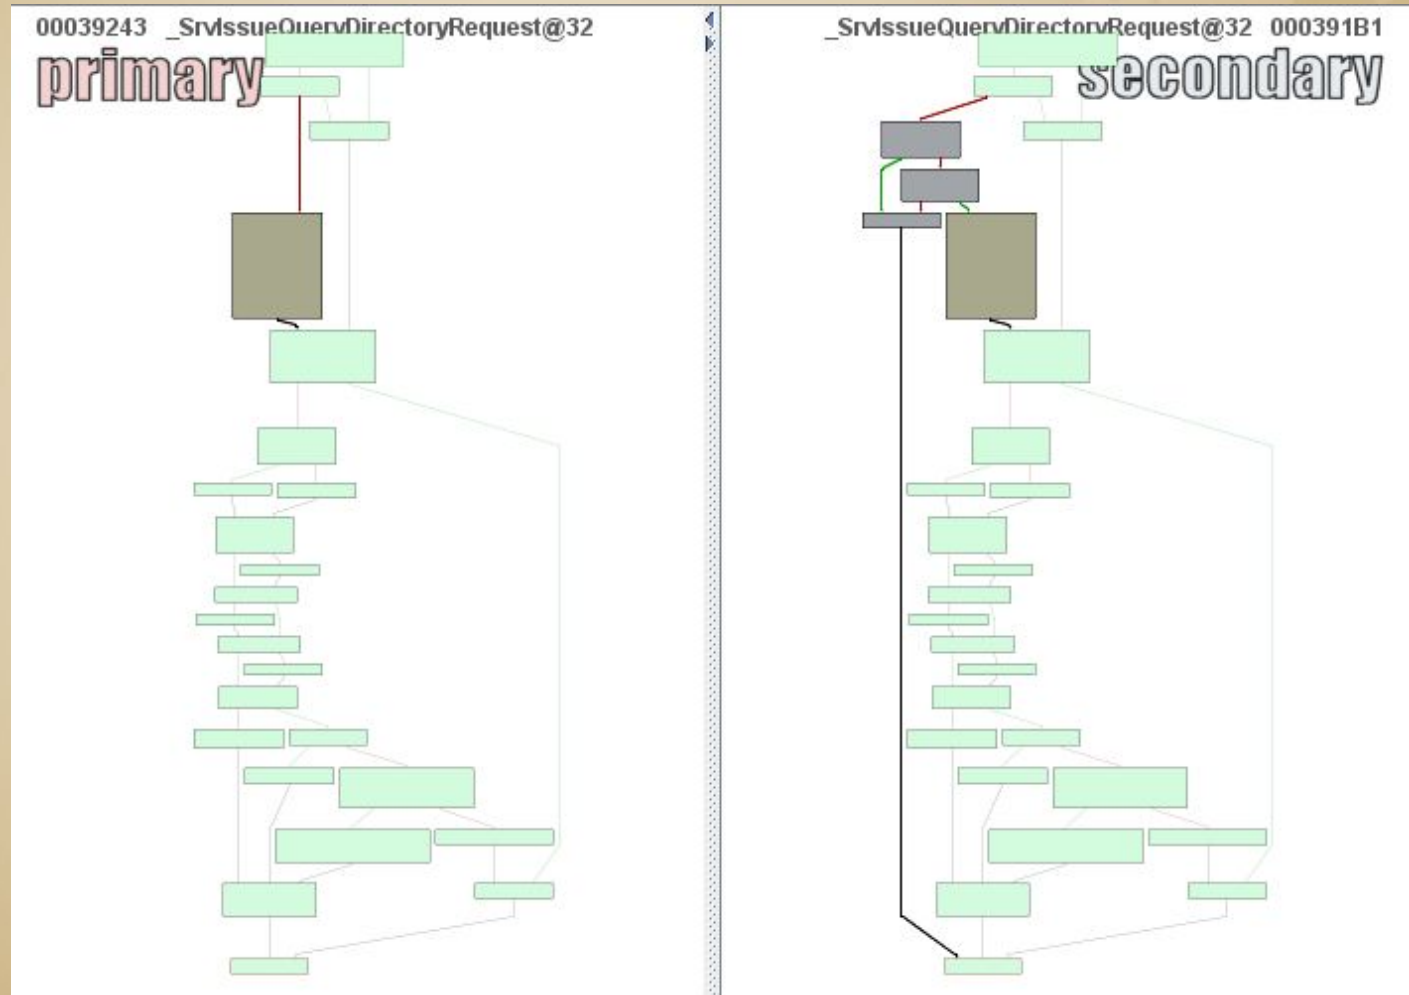 00039243 _SrvIssueQueryDirectoryRequest@32
primary
_SrvIssueQueryDirectoryRequest@32 000391B1
secondary